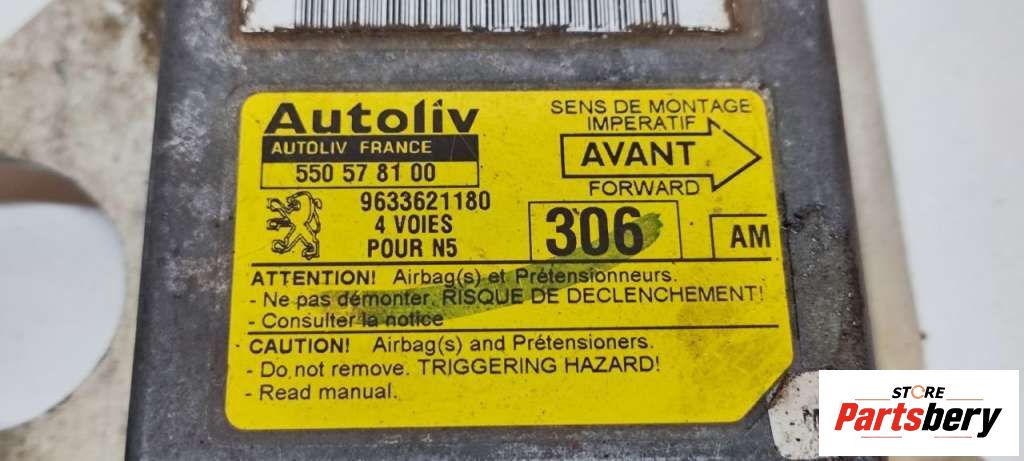 Autoliv
AUTOLIV FRANCE
550 57 81 00
9633621180
4 VOIES
POUR N5
SENS DE MONTAGE
IMPERATIF
AVANT
FORWARD
306
AM
ATTENTION! Airbag(s) et Prétensionneurs.
- Ne pas démonter. RISQUE DE DECLENCHEMENT!
- Consulter la notice
CAUTION! Airbag(s) and Prétensioners.
- Do not remove. TRIGGERING HAZARD!
- Read manual.
STORE
Partsbery